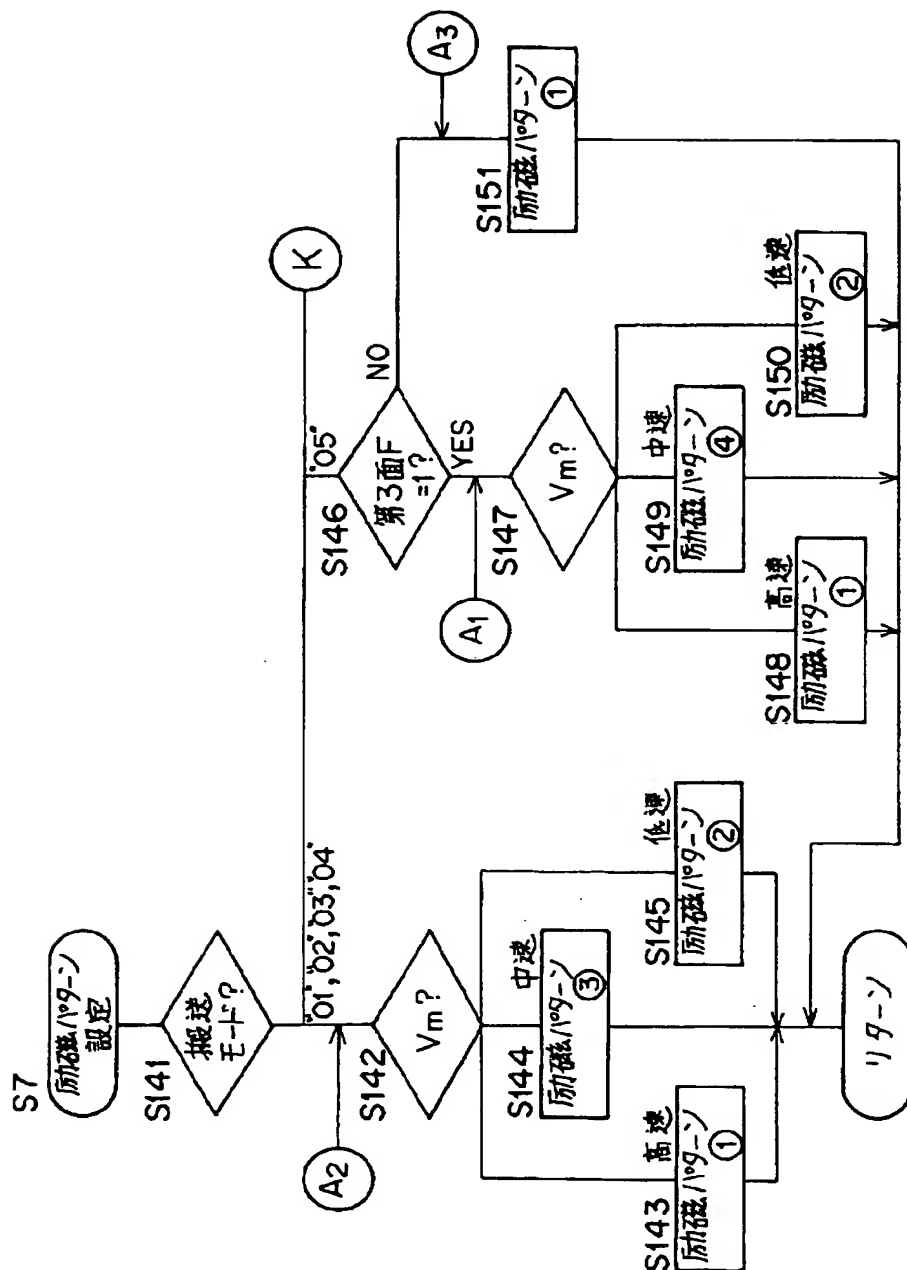 S7
励磁パターン
設定
S141
搬送
モード?
"01","02","03","04"
"05"
K
A2
S142
Vm?
S143
高速
励磁パターン
①
S144
中速
励磁パターン
③
S145
低速
励磁パターン
②
リターン
S146
第3面F
=1?
NO
YES
A1
S147
Vm?
S148
高速
励磁パターン
①
S149
中速
励磁パターン
④
S150
低速
励磁パターン
②
A3
S151
励磁パターン
①